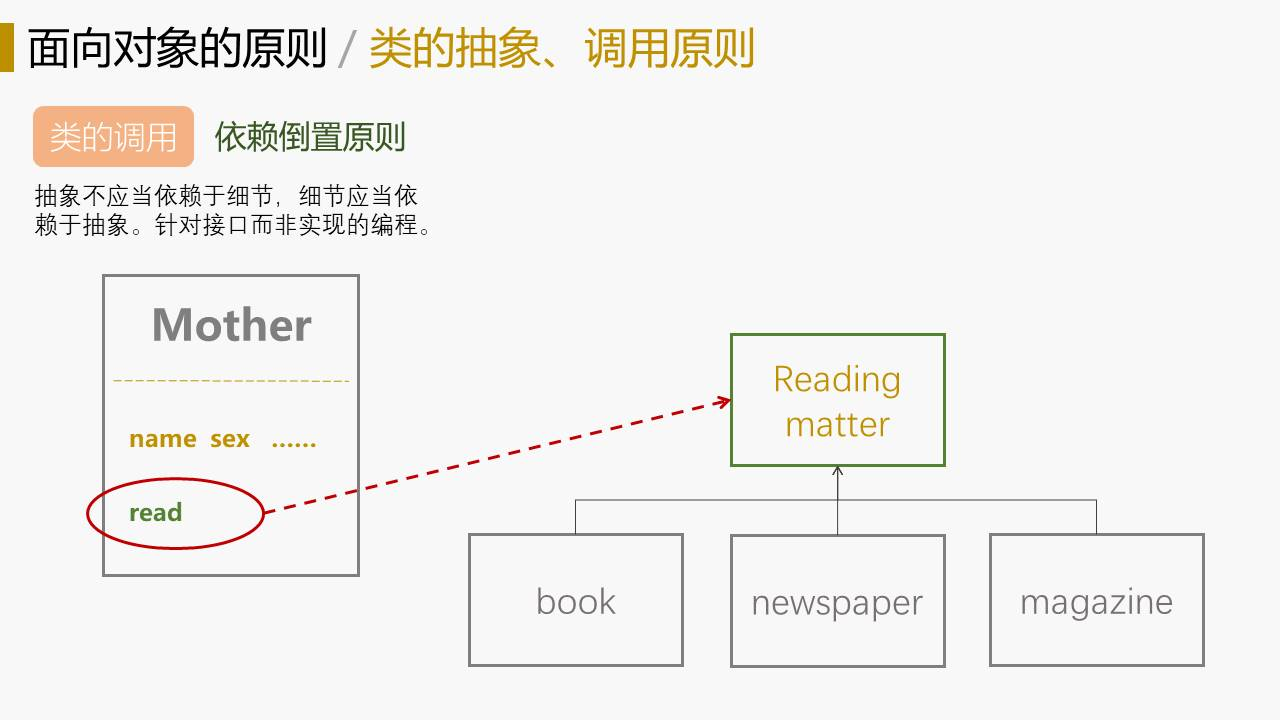 面向对象的原则 / 类的抽象、调用原则
类的调用 依赖倒置原则
抽象不应当依赖于细节，细节应当依
赖于抽象。针对接口而非实现的编程。
Mother
name sex ……
read
Reading
matter
book newspaper magazine